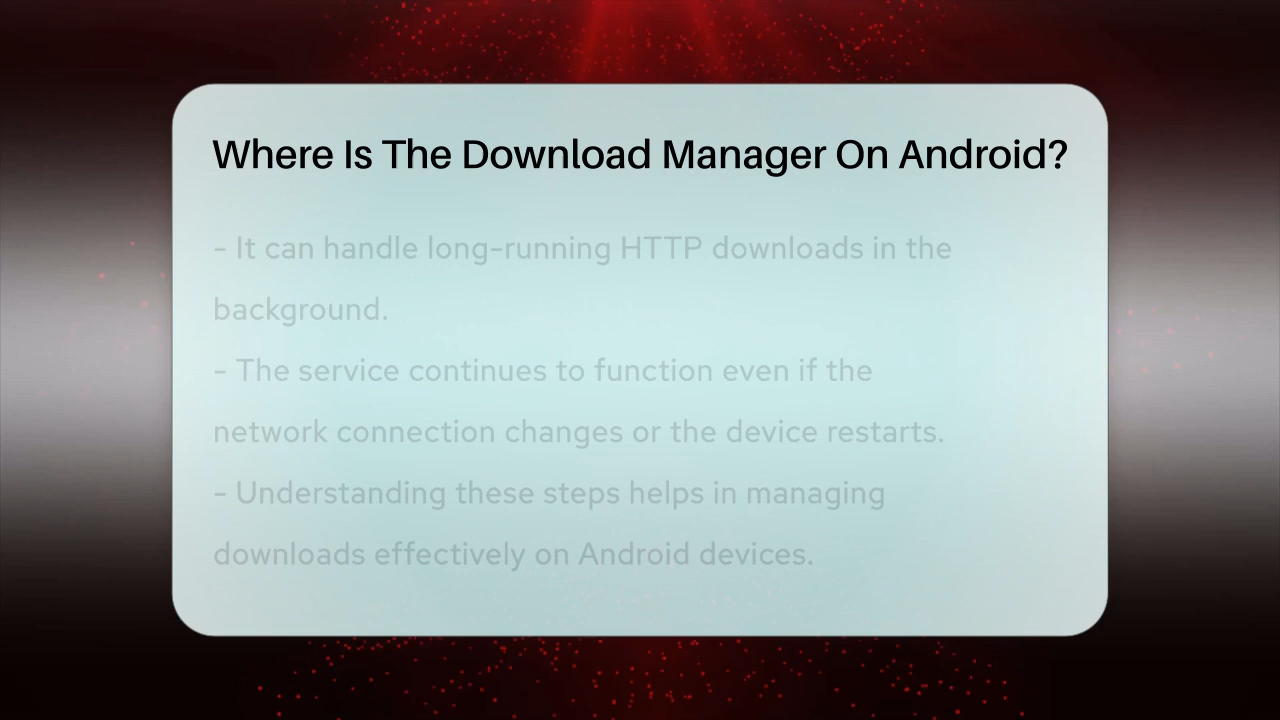 Where Is The Download Manager On Android?
- It can handle long-running HTTP downloads in the
background.
- The service continues to function even if the
network connection changes or the device restarts.
- Understanding these steps helps in managing
downloads effectively on Android devices.